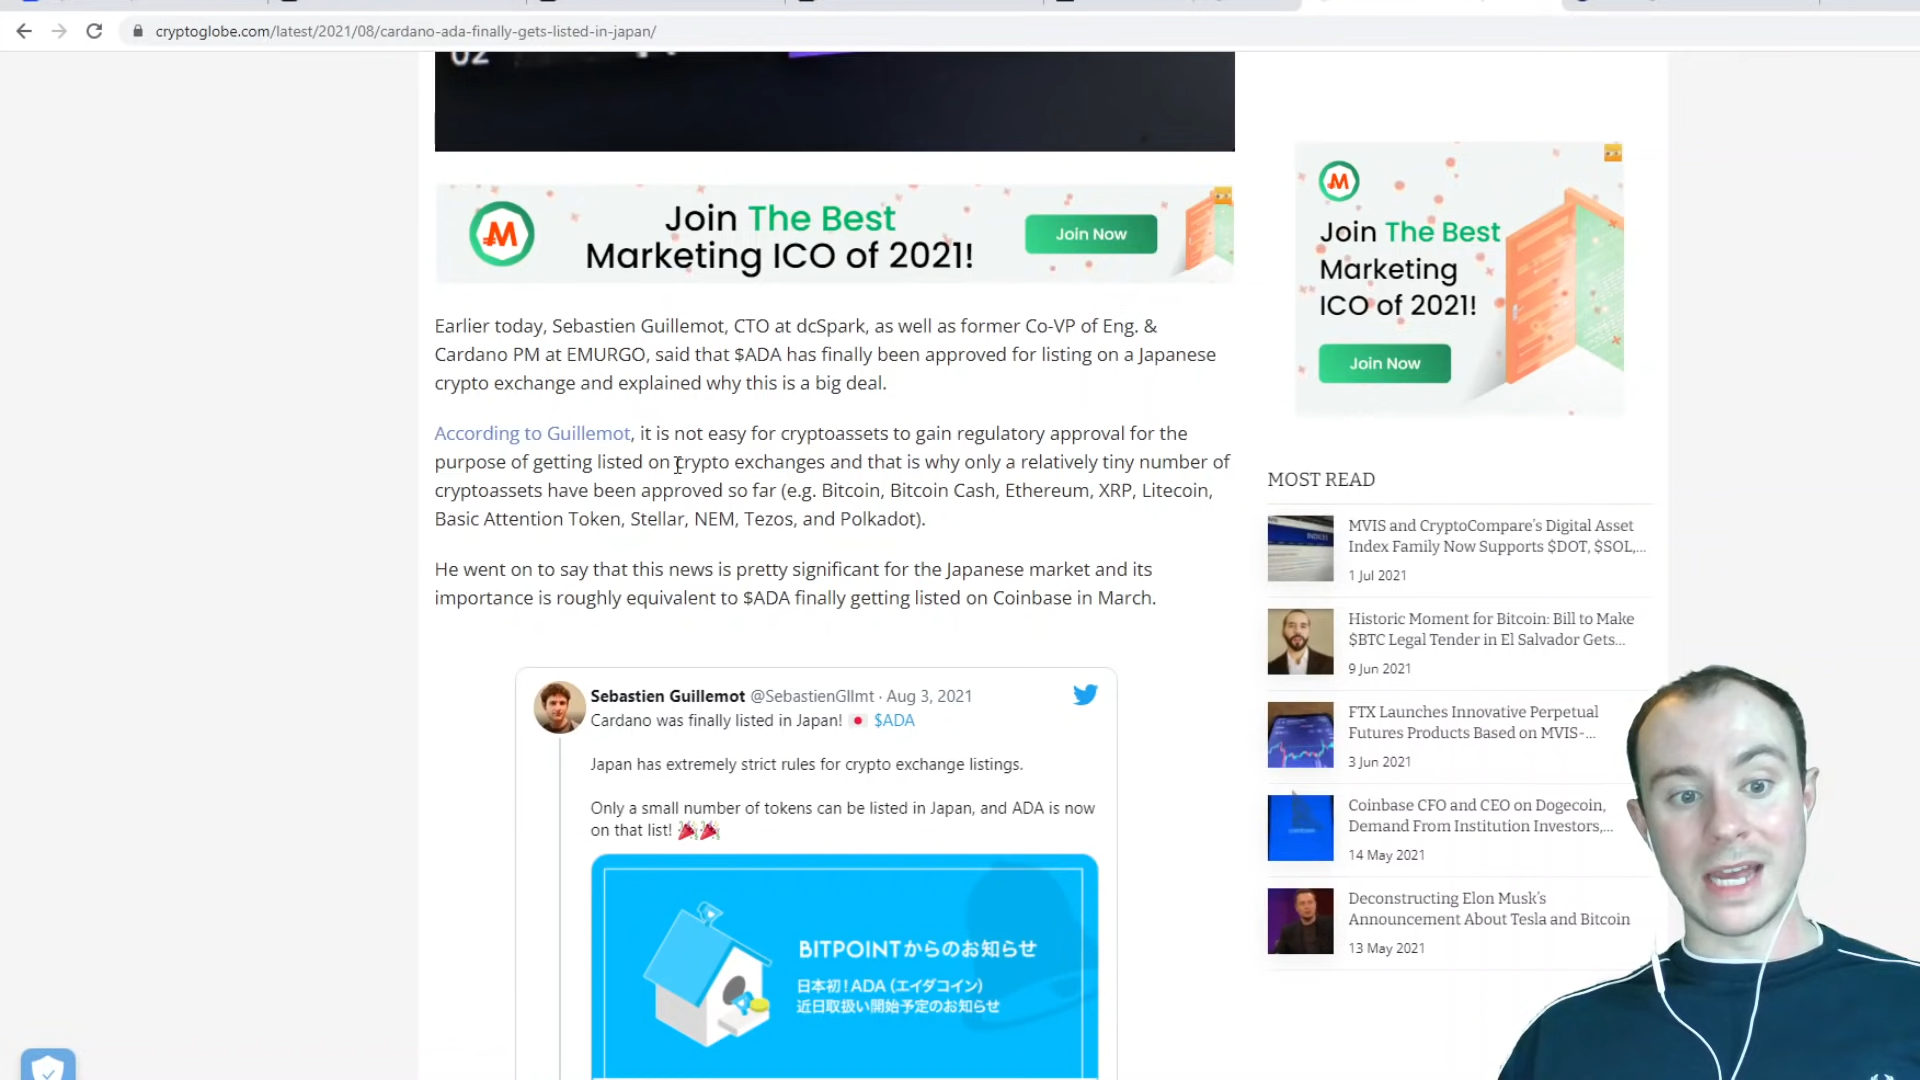 cryptoglobe.com/latest/2021/08/cardano-ada-finally-gets-listed-in-japan/
02
Join The Best
Marketing ICO of 2021!
Join Now
Join The Best
Marketing
ICO of 2021!
Join Now
Earlier today, Sebastien Guillemot, CTO at dcSpark, as well as former Co-VP of Eng. &
Cardano PM at EMURGO, said that $ADA has finally been approved for listing on a Japanese
crypto exchange and explained why this is a big deal.
According to Guillemot, it is not easy for cryptoassets to gain regulatory approval for the
purpose of getting listed on crypto exchanges and that is why only a relatively tiny number of
cryptoassets have been approved so far (e.g. Bitcoin, Bitcoin Cash, Ethereum, XRP, Litecoin,
Basic Attention Token, Stellar, NEM, Tezos, and Polkadot).
He went on to say that this news is pretty significant for the Japanese market and its
importance is roughly equivalent to $ADA finally getting listed on Coinbase in March.
Sebastien Guillemot @SebastienGllmt · Aug 3, 2021
Cardano was finally listed in Japan! 🇯🇵 $ADA
Japan has extremely strict rules for crypto exchange listings.
Only a small number of tokens can be listed in Japan, and ADA is now
on that list! 🎉🎉
BITPOINTからのお知らせ
日本初!ADA(エイダコイン)
近日取扱い開始予定のお知らせ
MOST READ
MVIS and CryptoCompare's Digital Asset
Index Family Now Supports $DOT, $SOL,...
1 Jul 2021
Historic Moment for Bitcoin: Bill to Make
$BTC Legal Tender in El Salvador Gets...
9 Jun 2021
FTX Launches Innovative Perpetual
Futures Products Based on MVIS-...
3 Jun 2021
Coinbase CFO and CEO on Dogecoin,
Demand From Institution Investors,...
14 May 2021
Deconstructing Elon Musk's
Announcement About Tesla and Bitcoin
13 May 2021